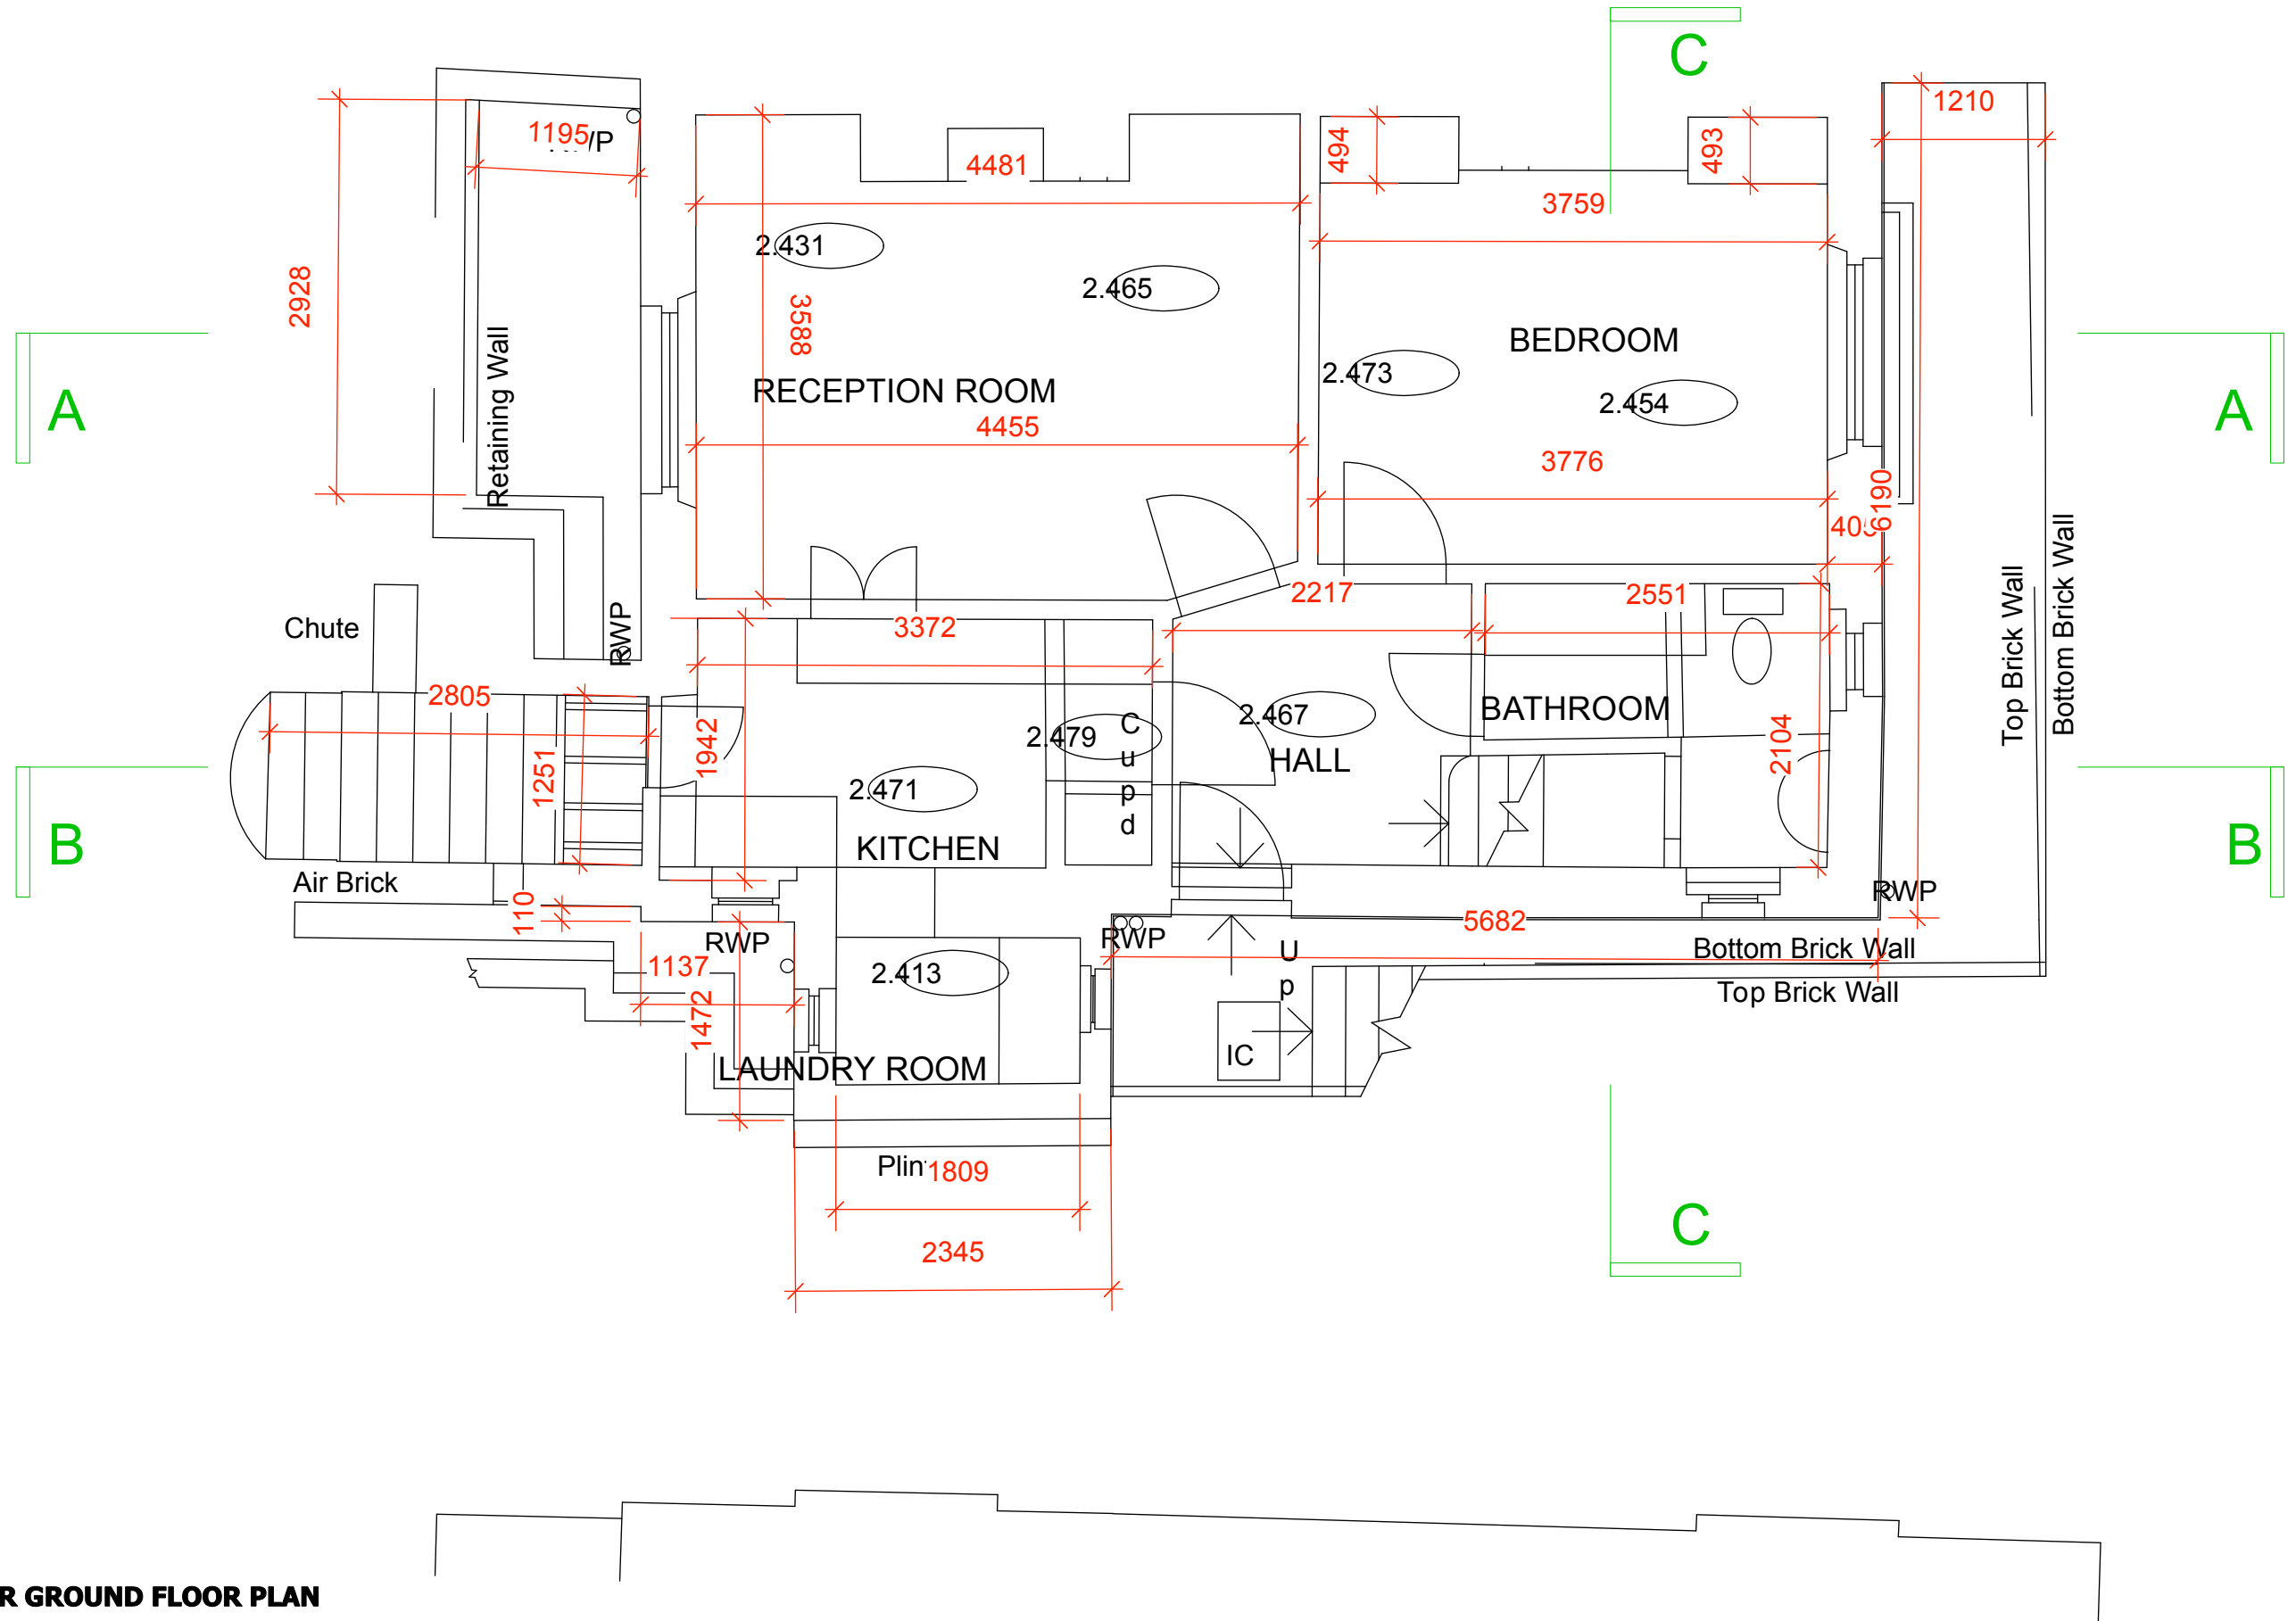 C
1210
1195
494
493
4481
3759
2.431
2.465
2928
3588
BEDROOM
2.473
2.454
RECEPTION ROOM
Retaining Wall
A
A
4455
3776
6190
Bottom Brick Wall
2217
2551
Top Brick Wall
Chute
RWP
3372
2805
2.467
BATHROOM
2.479
Cupd
1942
2104
1251
HALL
2.471
KITCHEN
B
B
Air Brick
RWP
110
5682
RWP
RWP
Up
Bottom Brick Wall
1137
2.413
Top Brick Wall
1472
IC
LAUNDRY ROOM
1809
2345
C
GROUND FLOOR PLAN